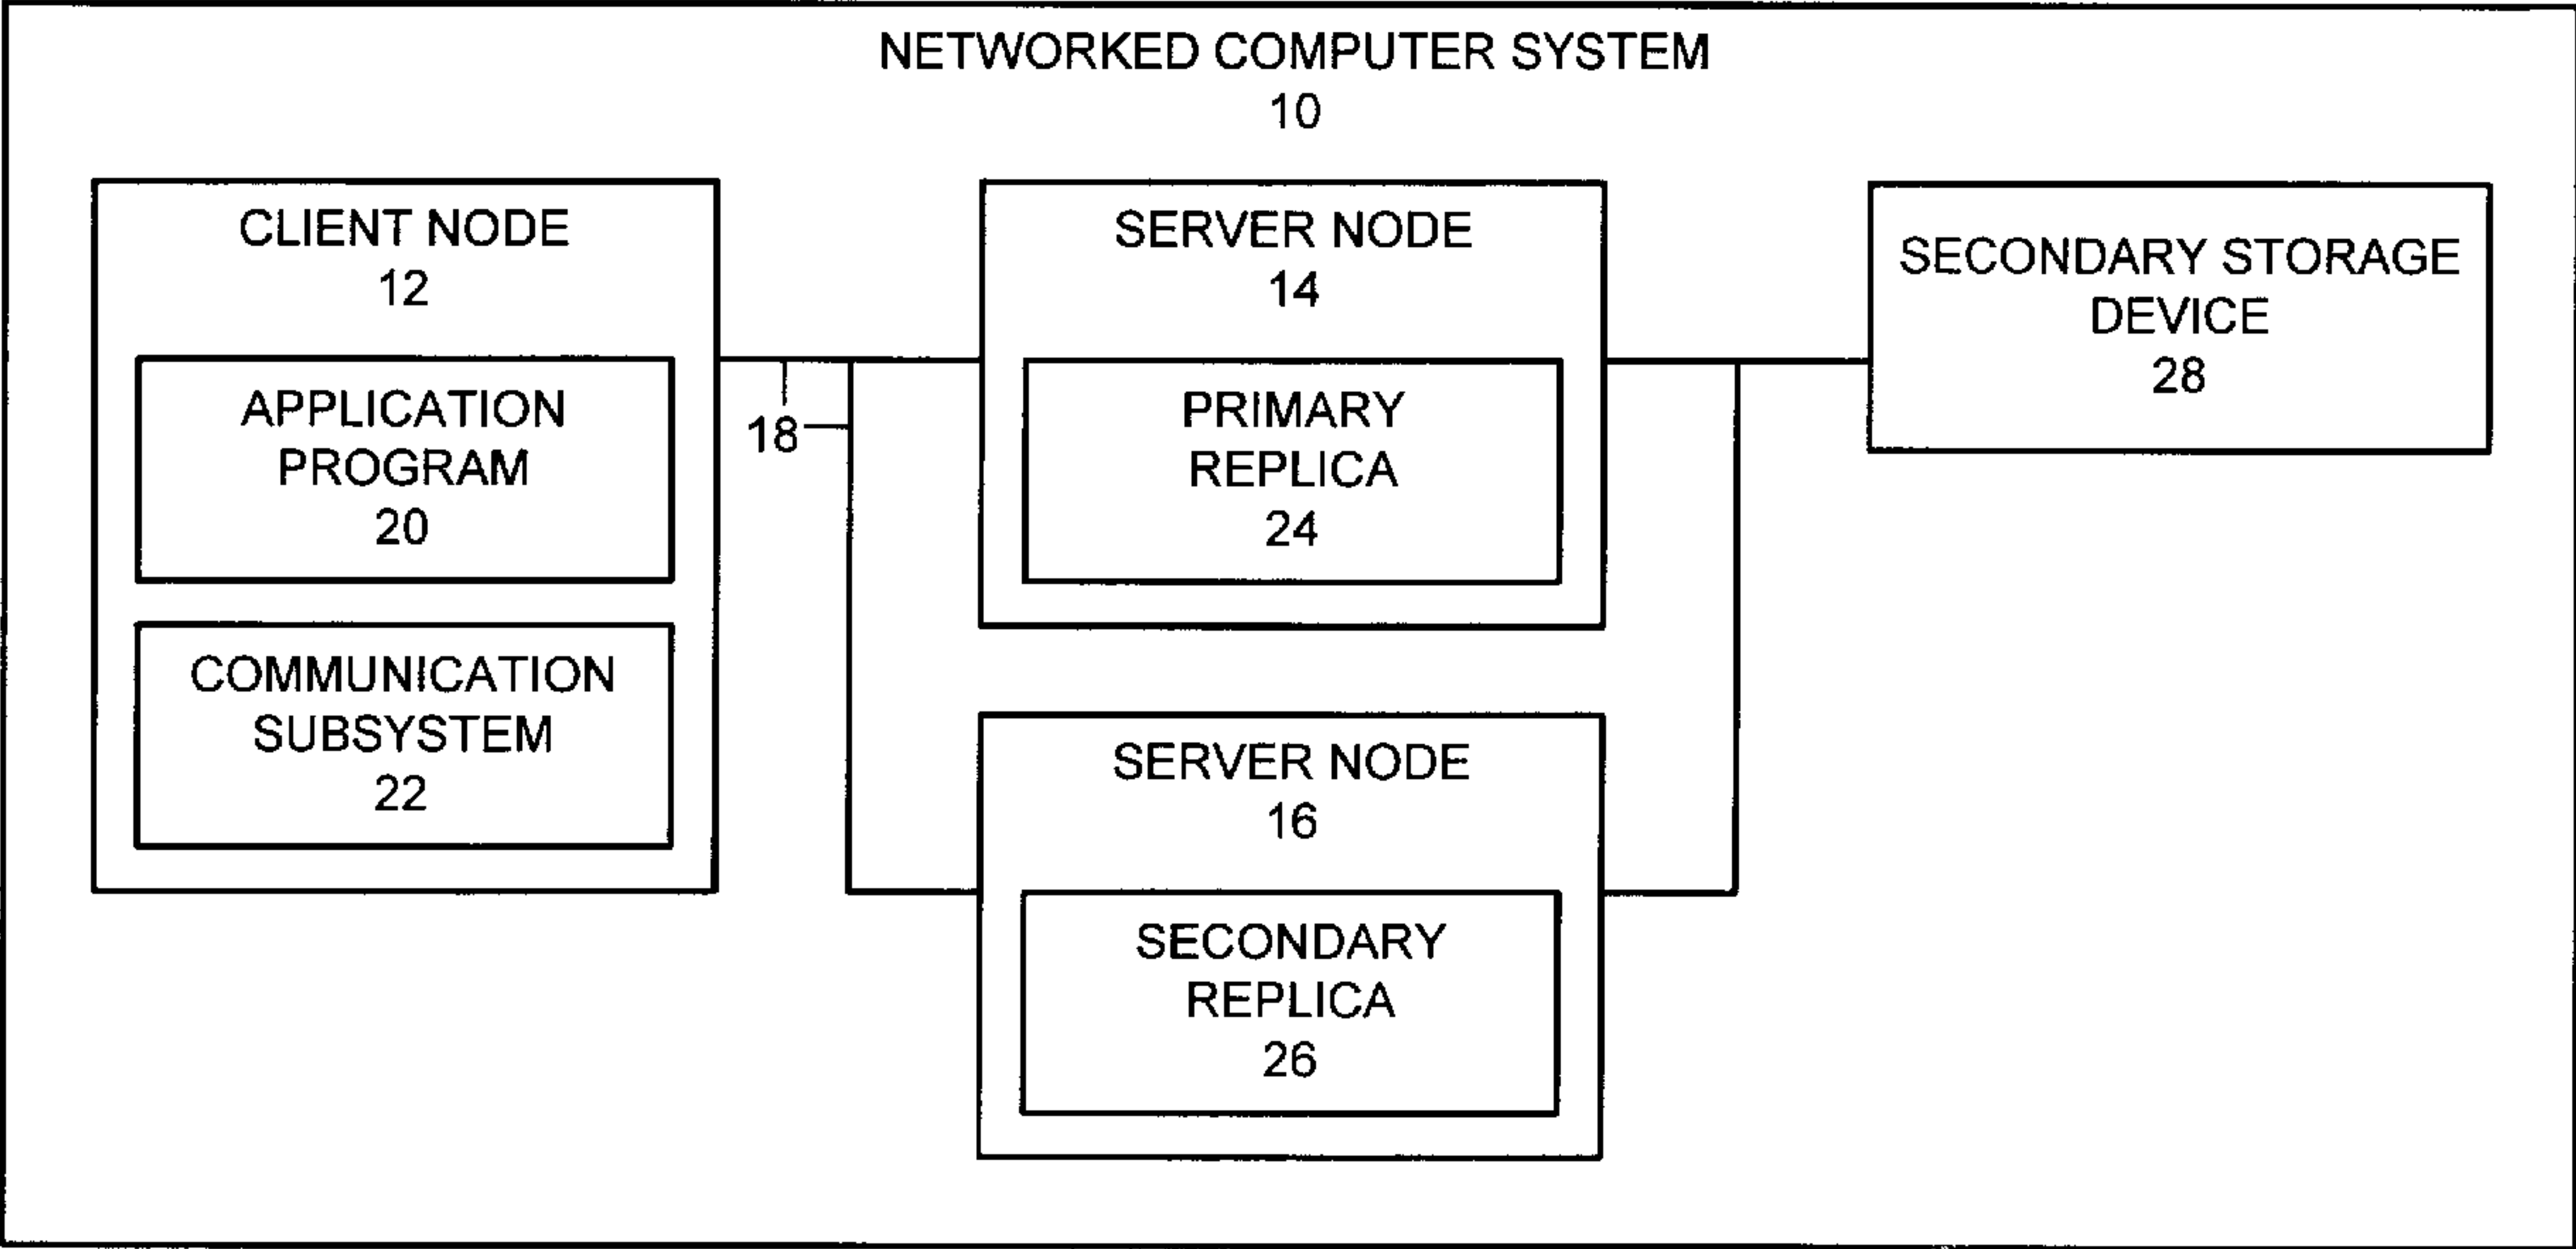 NETWORKED COMPUTER SYSTEM
10
CLIENT NODE
12
APPLICATION
PROGRAM
20
COMMUNICATION
SUBSYSTEM
22
18
SERVER NODE
14
PRIMARY
REPLICA
24
SERVER NODE
16
SECONDARY
REPLICA
26
SECONDARY STORAGE
DEVICE
28